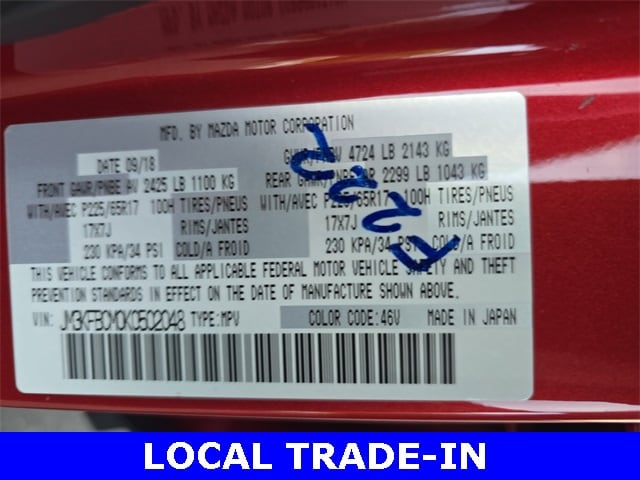 MFD. BY MAZDA MOTOR CORPORATION
DATE 09/18 GVWR/PNBV 4724 LB 2143 KG
FRONT GAWR/PNBE AV 2425 LB 1100 KG REAR GAWR/PNBE AR 2299 LB 1043 KG
WITH/AVEC P225/65R17 100H TIRES/PNEUS WITH/AVEC P225/65R17 100H TIRES/PNEUS
17X7J RIMS/JANTES 17X7J RIMS/JANTES
230 KPA/34 PSI COLD/A FROID 230 KPA/34 PSI COLD/A FROID
THIS VEHICLE CONFORMS TO ALL APPLICABLE FEDERAL MOTOR VEHICLE SAFETY AND THEFT
PREVENTION STANDARDS IN EFFECT ON THE DATE OF MANUFACTURE SHOWN ABOVE.
VIN: JM3KFBCM0K0502048 TYPE:MPV COLOR CODE:46V MADE IN JAPAN
LOCAL TRADE-IN